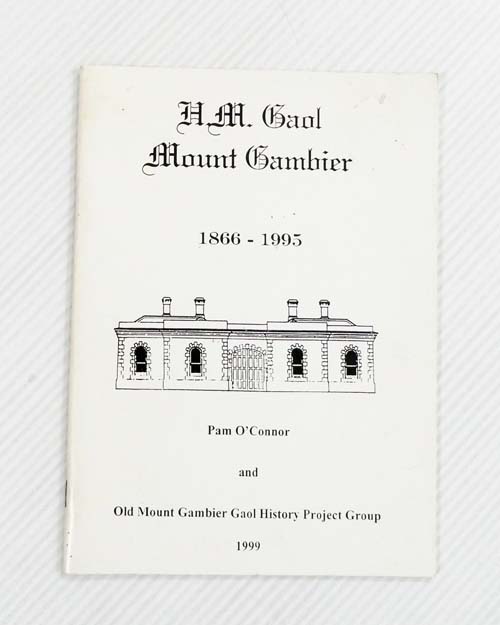 H.M. Gaol
Mount Gambier
1866 - 1995
Pam O'Connor
and
Old Mount Gambier Gaol History Project Group
1999